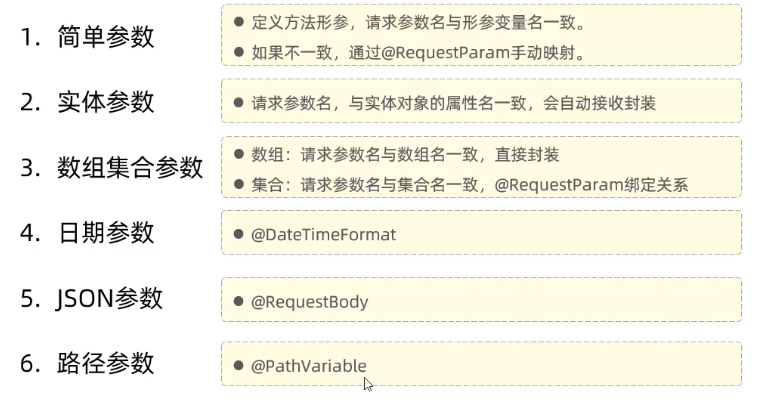 1. 简单参数
● 定义方法形参，请求参数名与形参变量名一致。
● 如果不一致，通过@RequestParam手动映射。
2. 实体参数
● 请求参数名，与实体对象的属性名一致，会自动接收封装
3. 数组集合参数
● 数组：请求参数名与数组名一致，直接封装
● 集合：请求参数名与集合名一致，@RequestParam绑定关系
4. 日期参数
● @DateTimeFormat
5. JSON参数
● @RequestBody
6. 路径参数
● @PathVariable